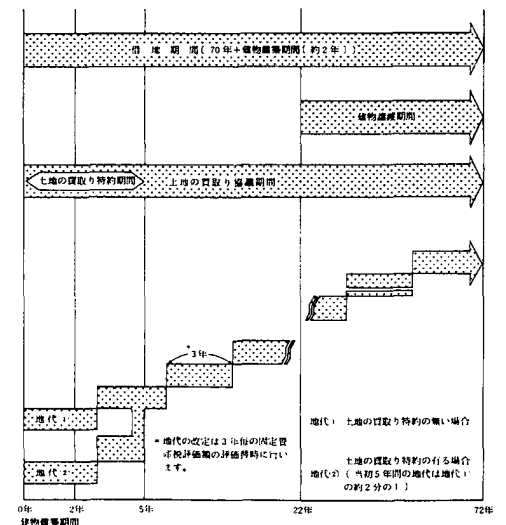 借地期間(70年+建物建築期間(約2年))
建物譲渡期間
土地の買取り特約期間
土地の買取り協議期間
*
3年
地代1)
地代2)
* 地代の改定は3年毎の固定資
産税評価額の評価替時に行い
ます。
地代1) 土地の買取り特約の無い場合
土地の買取り特約の有る場合
地代2) (当初5年間の地代は地代1)
の約2分の1)
0年
2年
5年
22年
72年
建物建築期間